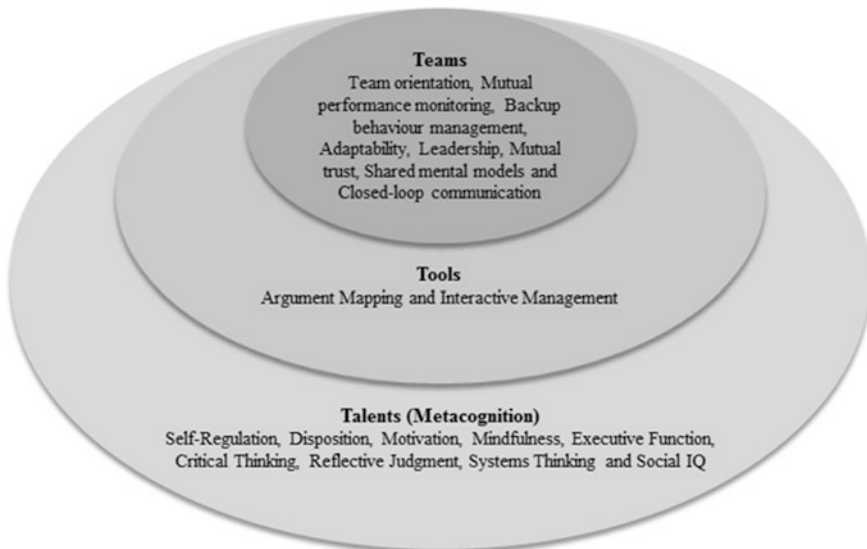 Teams
Team orientation, Mutual
performance monitoring, Backup
behaviour management,
Adaptability, Leadership, Mutual
trust, Shared mental models and
Closed-loop communication
Tools
Argument Mapping and Interactive Management
Talents (Metacognition)
Self-Regulation, Disposition, Motivation, Mindfulness, Executive Function,
Critical Thinking, Reflective Judgment, Systems Thinking and Social IQ